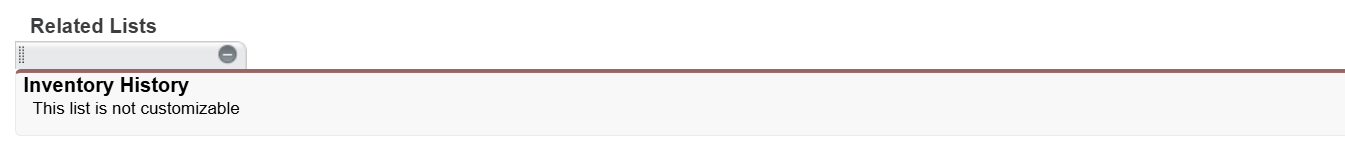 Related Lists
Inventory History
This list is not customizable